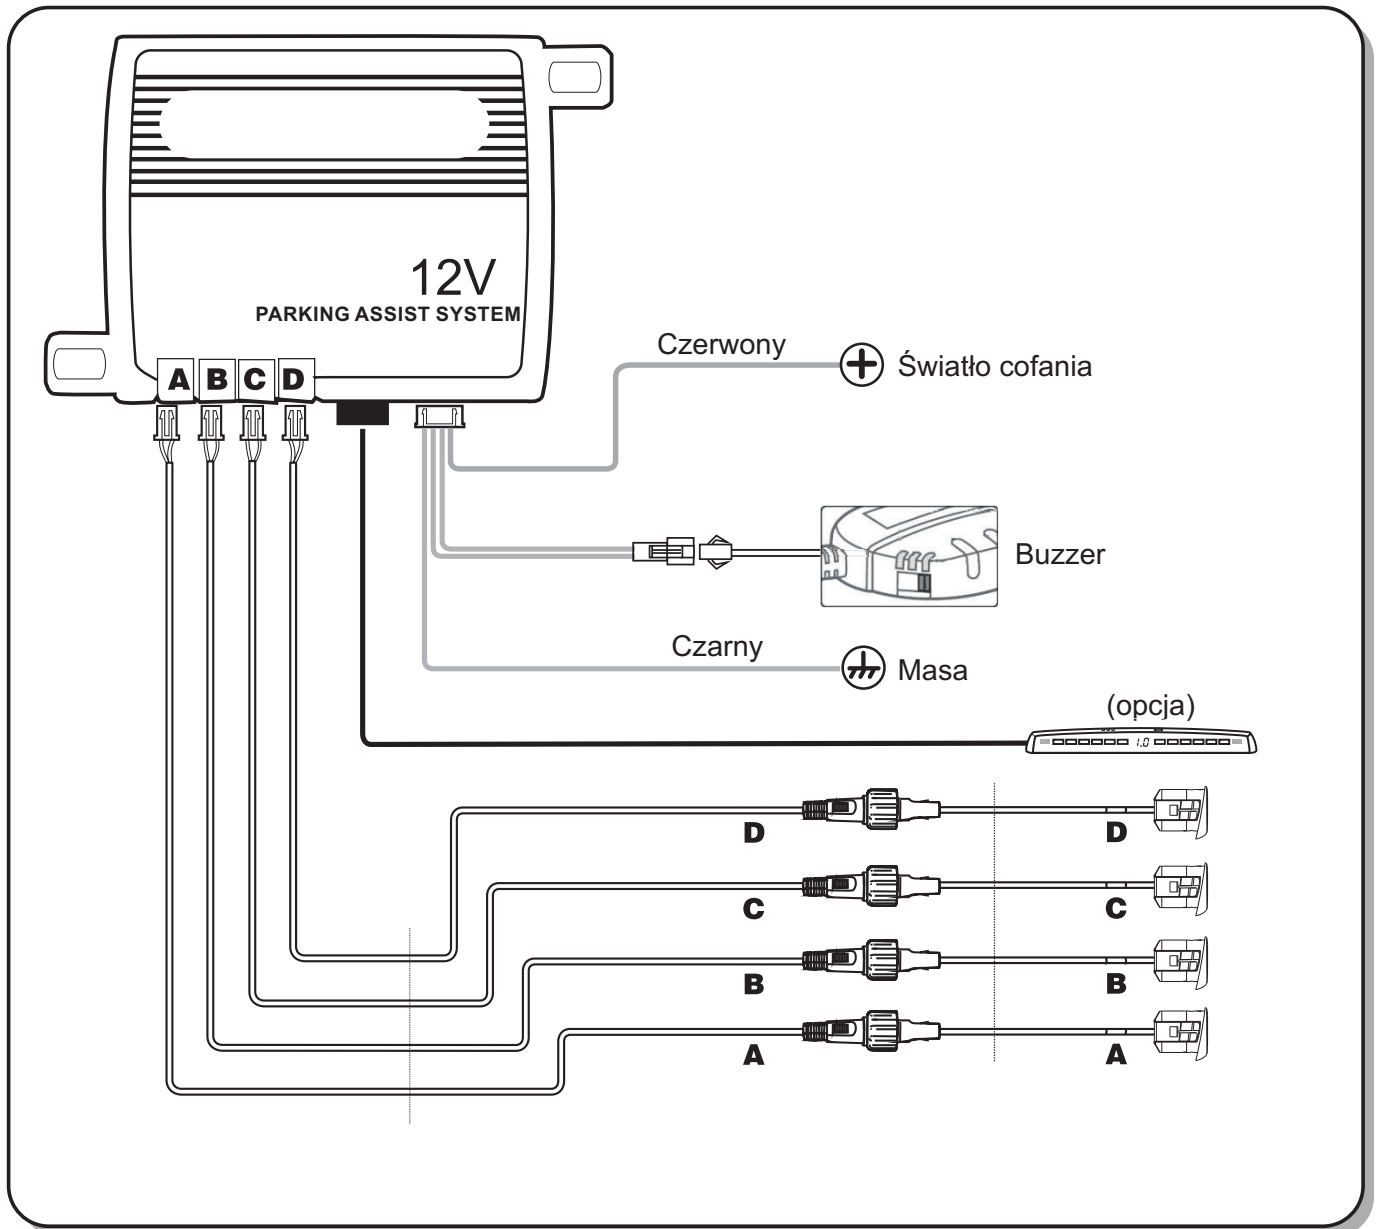 12V
PARKING ASSIST SYSTEM
A B C D
Czerwony
Światło cofania
Buzzer
Czarny
Masa
(opcja)
1.0
D D
C C
B B
A A